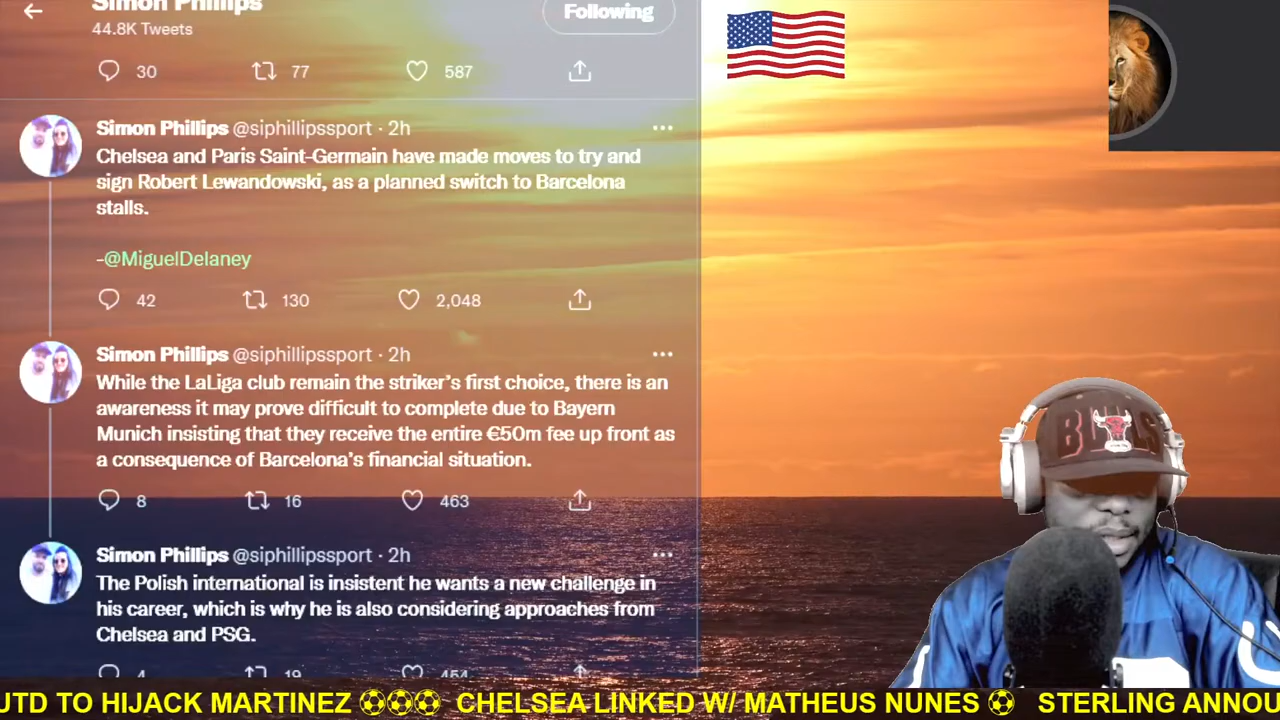 Simon Phillips
Following
44.8K Tweets
30 77 587
Simon Phillips @siphillipssport · 2h
Chelsea and Paris Saint-Germain have made moves to try and
sign Robert Lewandowski, as a planned switch to Barcelona
stalls.
-@MiguelDelaney
42 130 2,048
Simon Phillips @siphillipssport · 2h
While the LaLiga club remain the striker's first choice, there is an
awareness it may prove difficult to complete due to Bayern
Munich insisting that they receive the entire €50m fee up front as
a consequence of Barcelona's financial situation.
8 16 463
Simon Phillips @siphillipssport · 2h
The Polish international is insistent he wants a new challenge in
his career, which is why he is also considering approaches from
Chelsea and PSG.
4 19 454
BULLS
UTD TO HIJACK MARTINEZ ⚽⚽⚽ CHELSEA LINKED W/ MATHEUS NUNES ⚽ STERLING ANNOU